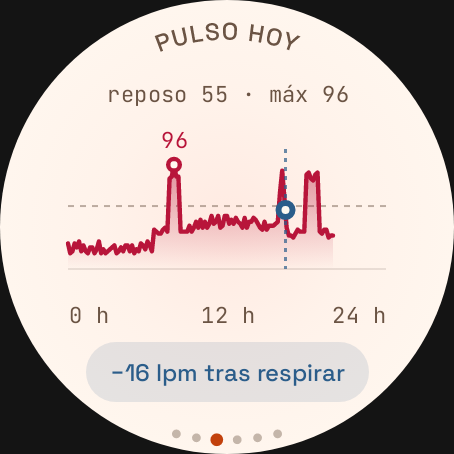 PULSO HOY
reposo 55 · máx 96
96
0 h 12 h 24 h
−16 lpm tras respirar